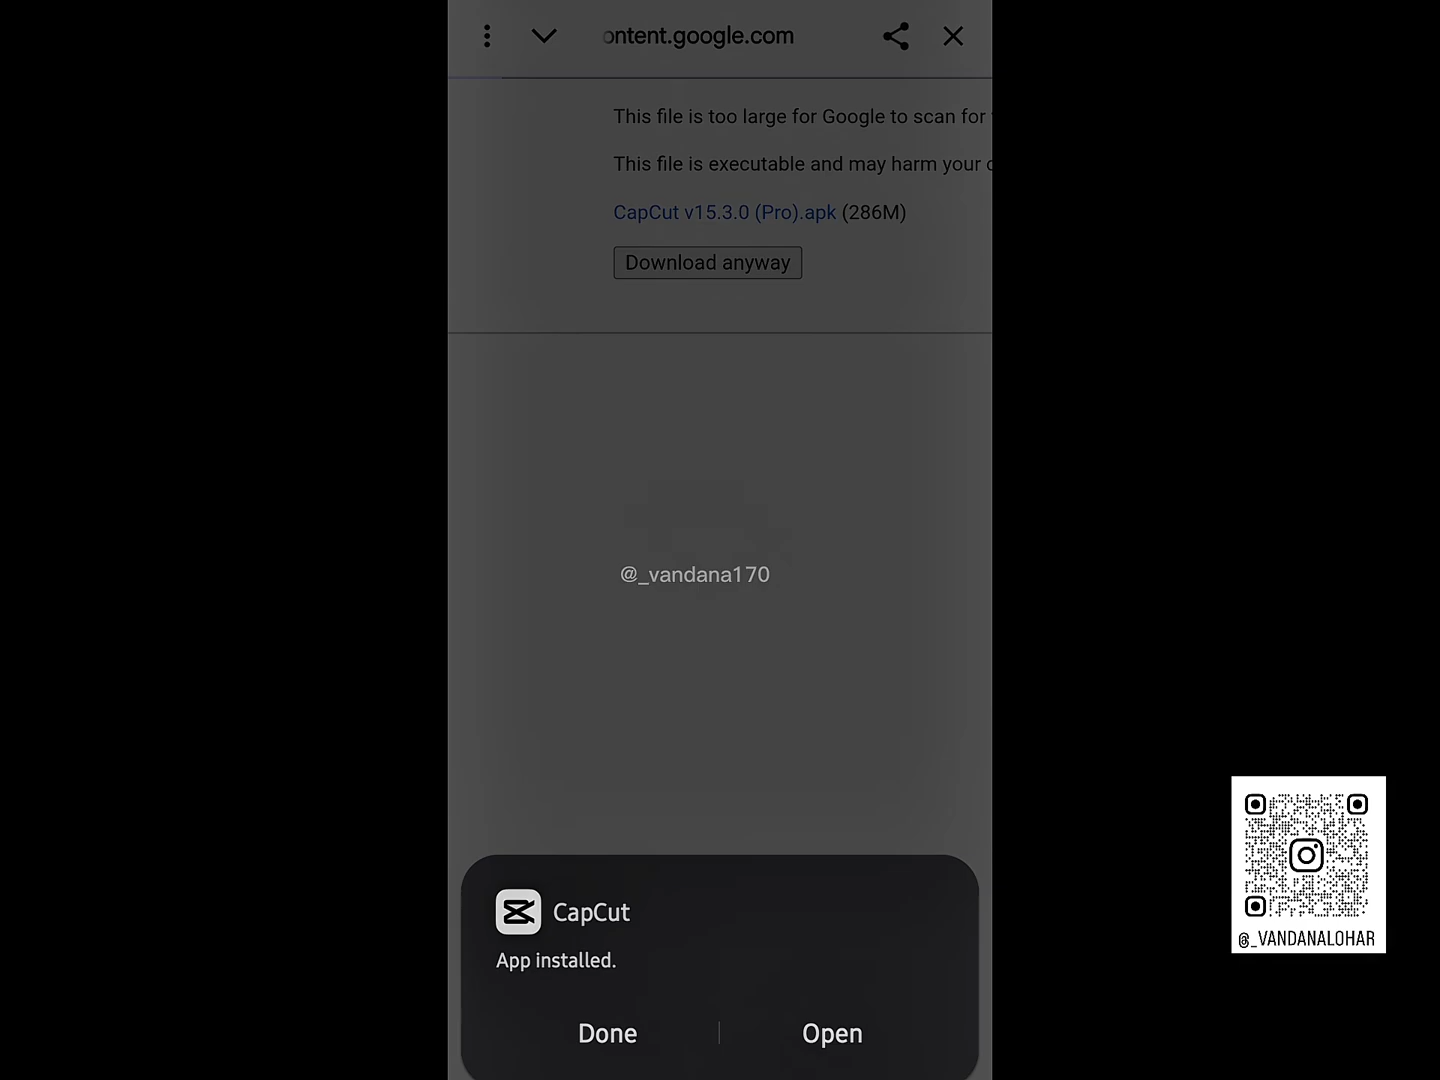 ontent.google.com
This file is too large for Google to scan for
This file is executable and may harm your
CapCut v15.3.0 (Pro).apk (286M)
Download anyway
@_vandana170
CapCut
App installed.
Done
Open
@_VANDANALOHAR